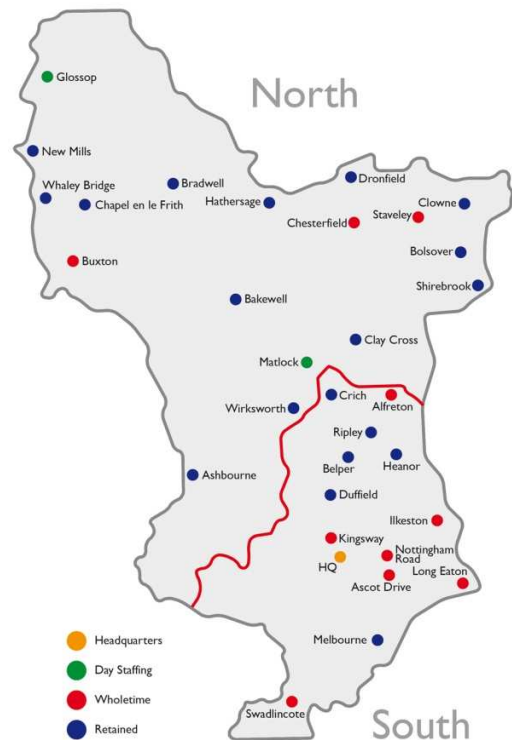 Glossop
North
New Mills
Whaley Bridge
Bradwell
Chapel en le Frith
Hathersage
Dronfield
Clowne
Staveley
Chesterfield
Bolsover
Buxton
Shirebrook
Bakewell
Clay Cross
Matlock
Crich
Alfreton
Wirksworth
Ripley
Belper
Heanor
Ashbourne
Duffield
Ilkeston
Kingsway
Nottingham
Road
HQ
Long Eaton
Ascot Drive
Melbourne
Headquarters
Day Staffing
Wholetime
Retained
Swadlincote
South